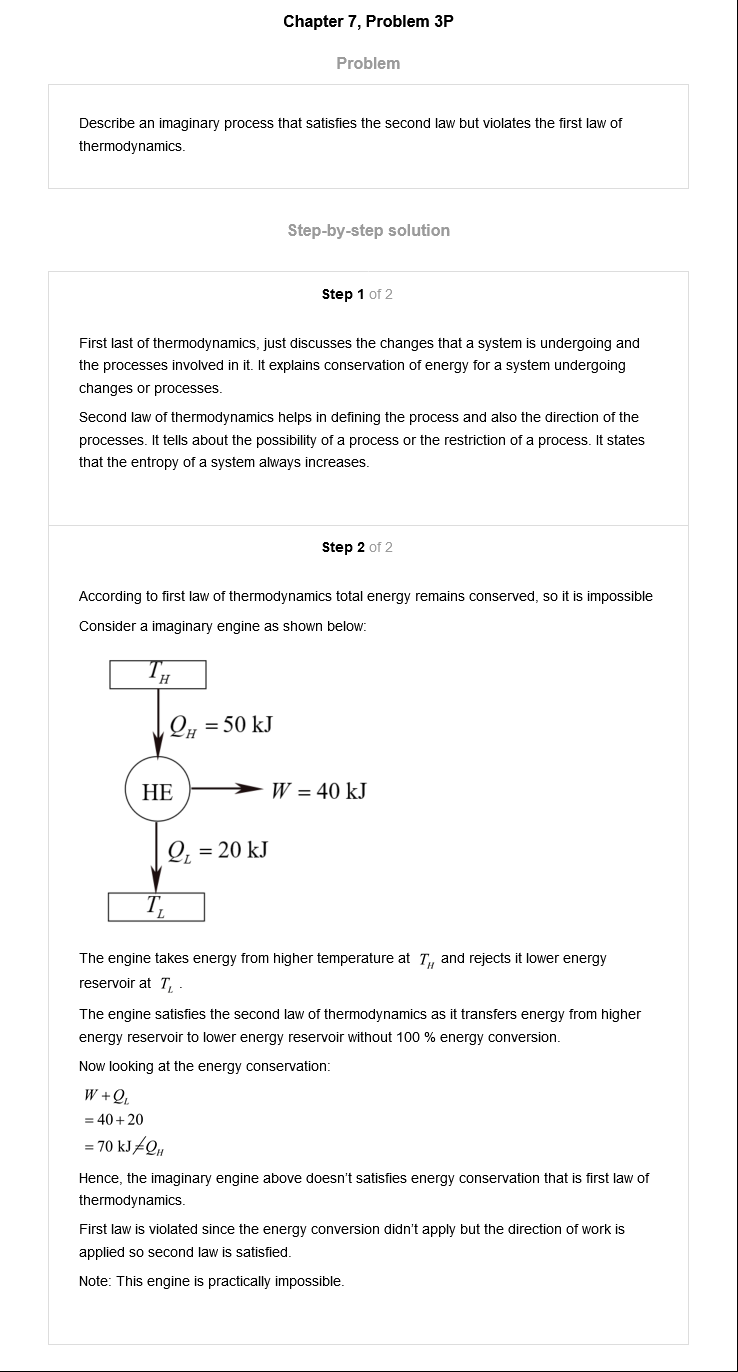 Chapter 7, Problem 3P
Problem
Describe an imaginary process that satisfies the second law but violates the first law of
thermodynamics.
Step-by-step solution
Step 1 of 2
First last of thermodynamics, just discusses the changes that a system is undergoing and
the processes involved in it. It explains conservation of energy for a system undergoing
changes or processes.
Second law of thermodynamics helps in defining the process and also the direction of the
processes. It tells about the possibility of a process or the restriction of a process. It states
that the entropy of a system always increases.
Step 2 of 2
According to first law of thermodynamics total energy remains conserved, so it is impossible
Consider a imaginary engine as shown below:
T_H
Q_H = 50 kJ
HE
W = 40 kJ
Q_L = 20 kJ
T_L
The engine takes energy from higher temperature at T_H and rejects it lower energy
reservoir at T_L .
The engine satisfies the second law of thermodynamics as it transfers energy from higher
energy reservoir to lower energy reservoir without 100 % energy conversion.
Now looking at the energy conservation:
W + Q_L
= 40 + 20
= 70 kJ ≠ Q_H
Hence, the imaginary engine above doesn't satisfies energy conservation that is first law of
thermodynamics.
First law is violated since the energy conversion didn't apply but the direction of work is
applied so second law is satisfied.
Note: This engine is practically impossible.